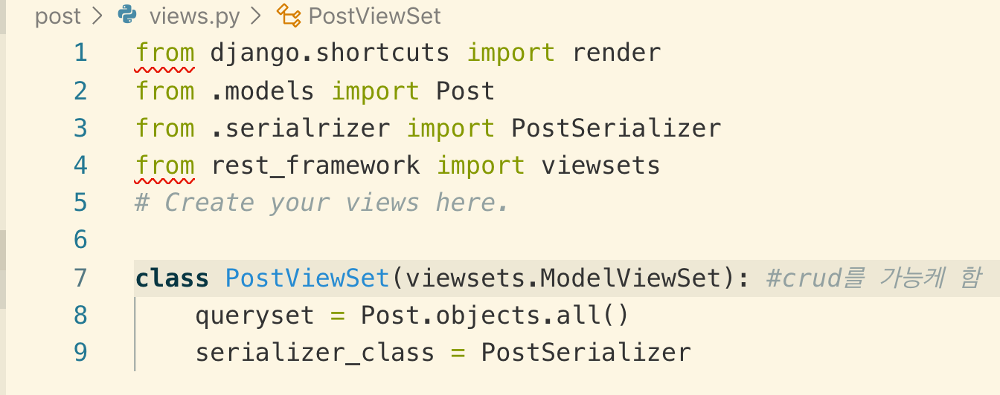 post > views.py > PostViewSet
1 from django.shortcuts import render
2 from .models import Post
3 from .serialrizer import PostSerializer
4 from rest_framework import viewsets
5 # Create your views here.
6
7 class PostViewSet(viewsets.ModelViewSet): #crud를 가능케 함
8     queryset = Post.objects.all()
9     serializer_class = PostSerializer